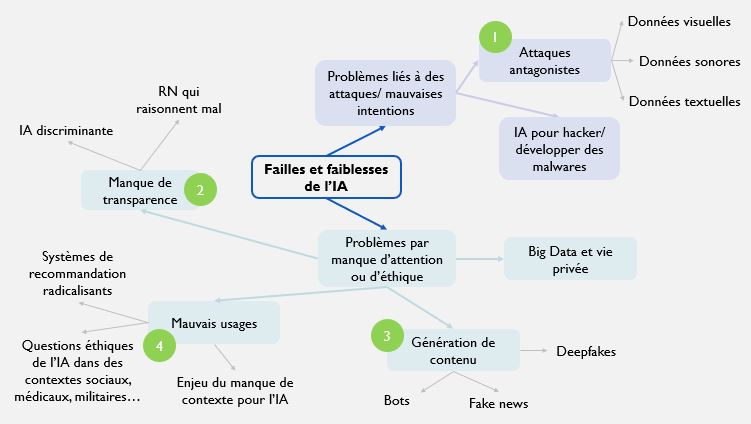 1
Attaques
antagonistes
Données visuelles
Données sonores
Données textuelles
Problèmes liés à des
attaques/ mauvaises
intentions
IA pour hacker/
développer des
malwares
RN qui
raisonnent mal
IA discriminante
Manque de
transparence
2
Failles et faiblesses
de l’IA
Problèmes par
manque d’attention
ou d’éthique
Big Data et vie
privée
Systèmes de
recommandation
radicalisants
Mauvais usages
4
Questions éthiques
de l’IA dans des
contextes sociaux,
médicaux, militaires…
Enjeu du manque de
contexte pour l’IA
3
Génération de
contenu
Deepfakes
Bots
Fake news